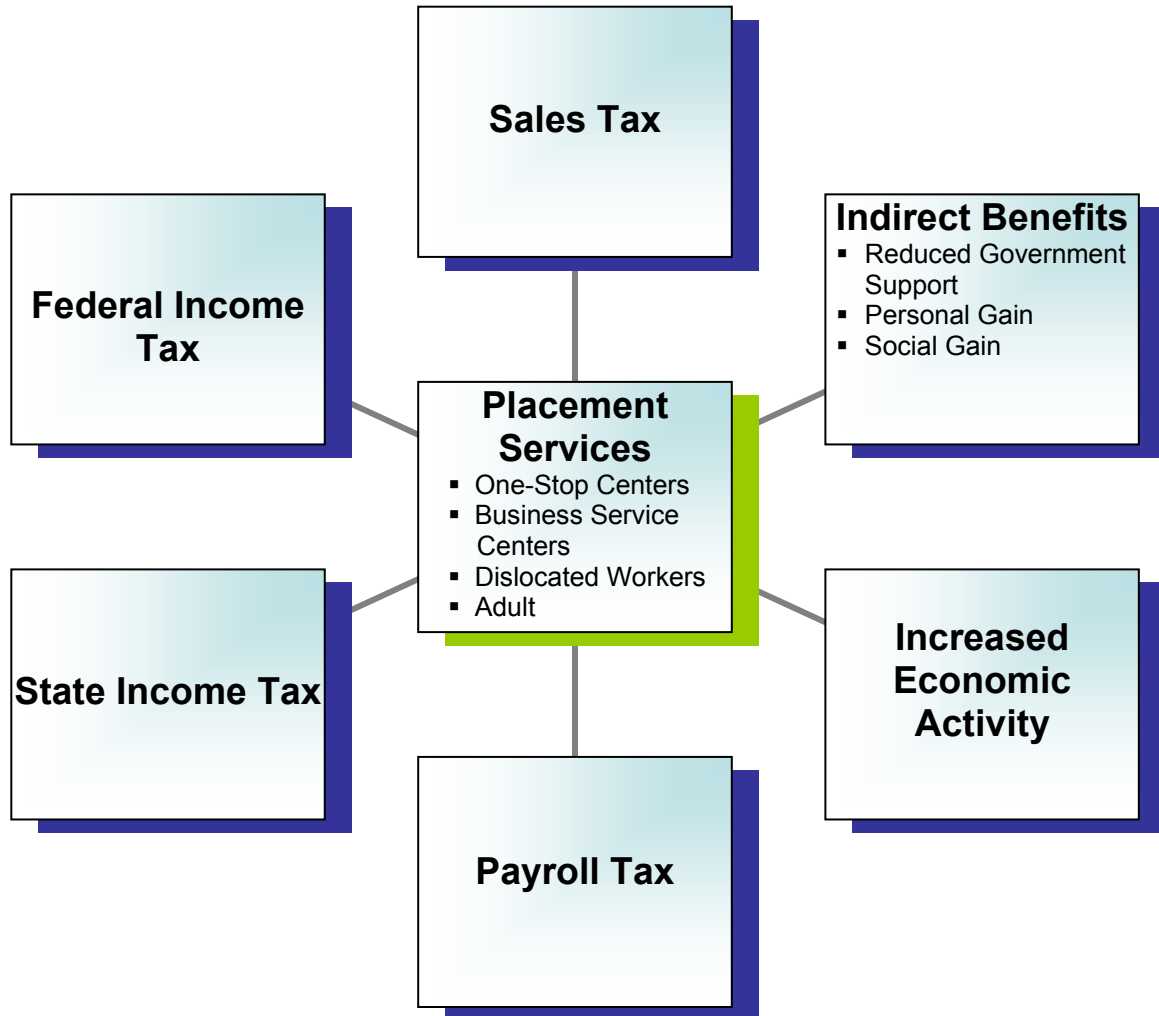 Sales Tax
Federal Income
Tax
Indirect Benefits
▪ Reduced Government
Support
▪ Personal Gain
▪ Social Gain
Placement
Services
▪ One-Stop Centers
▪ Business Service
Centers
▪ Dislocated Workers
▪ Adult
State Income Tax
Increased
Economic
Activity
Payroll Tax